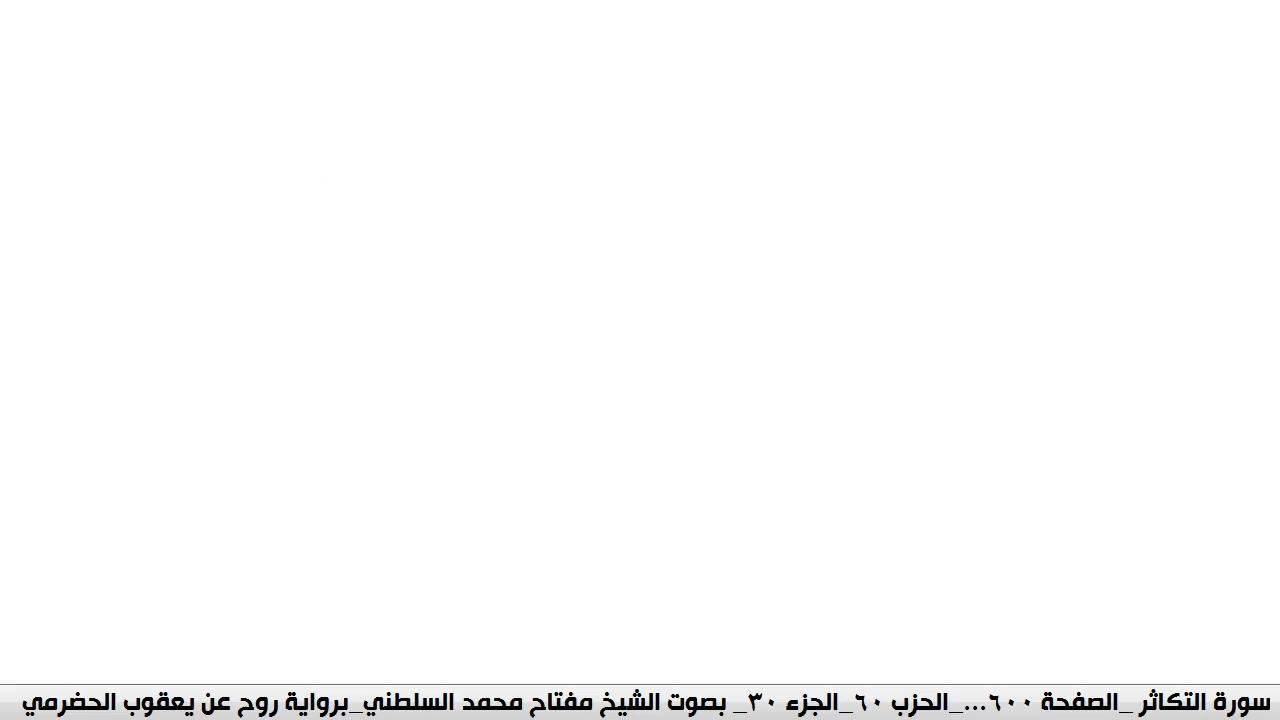 سورة التكاثر _الصفحة ٦٠٠..._الحزب ٦٠_الجزء ٣٠_ بصوت الشيخ مفتاح محمد السلطني_برواية روح عن يعقوب الحضرمي